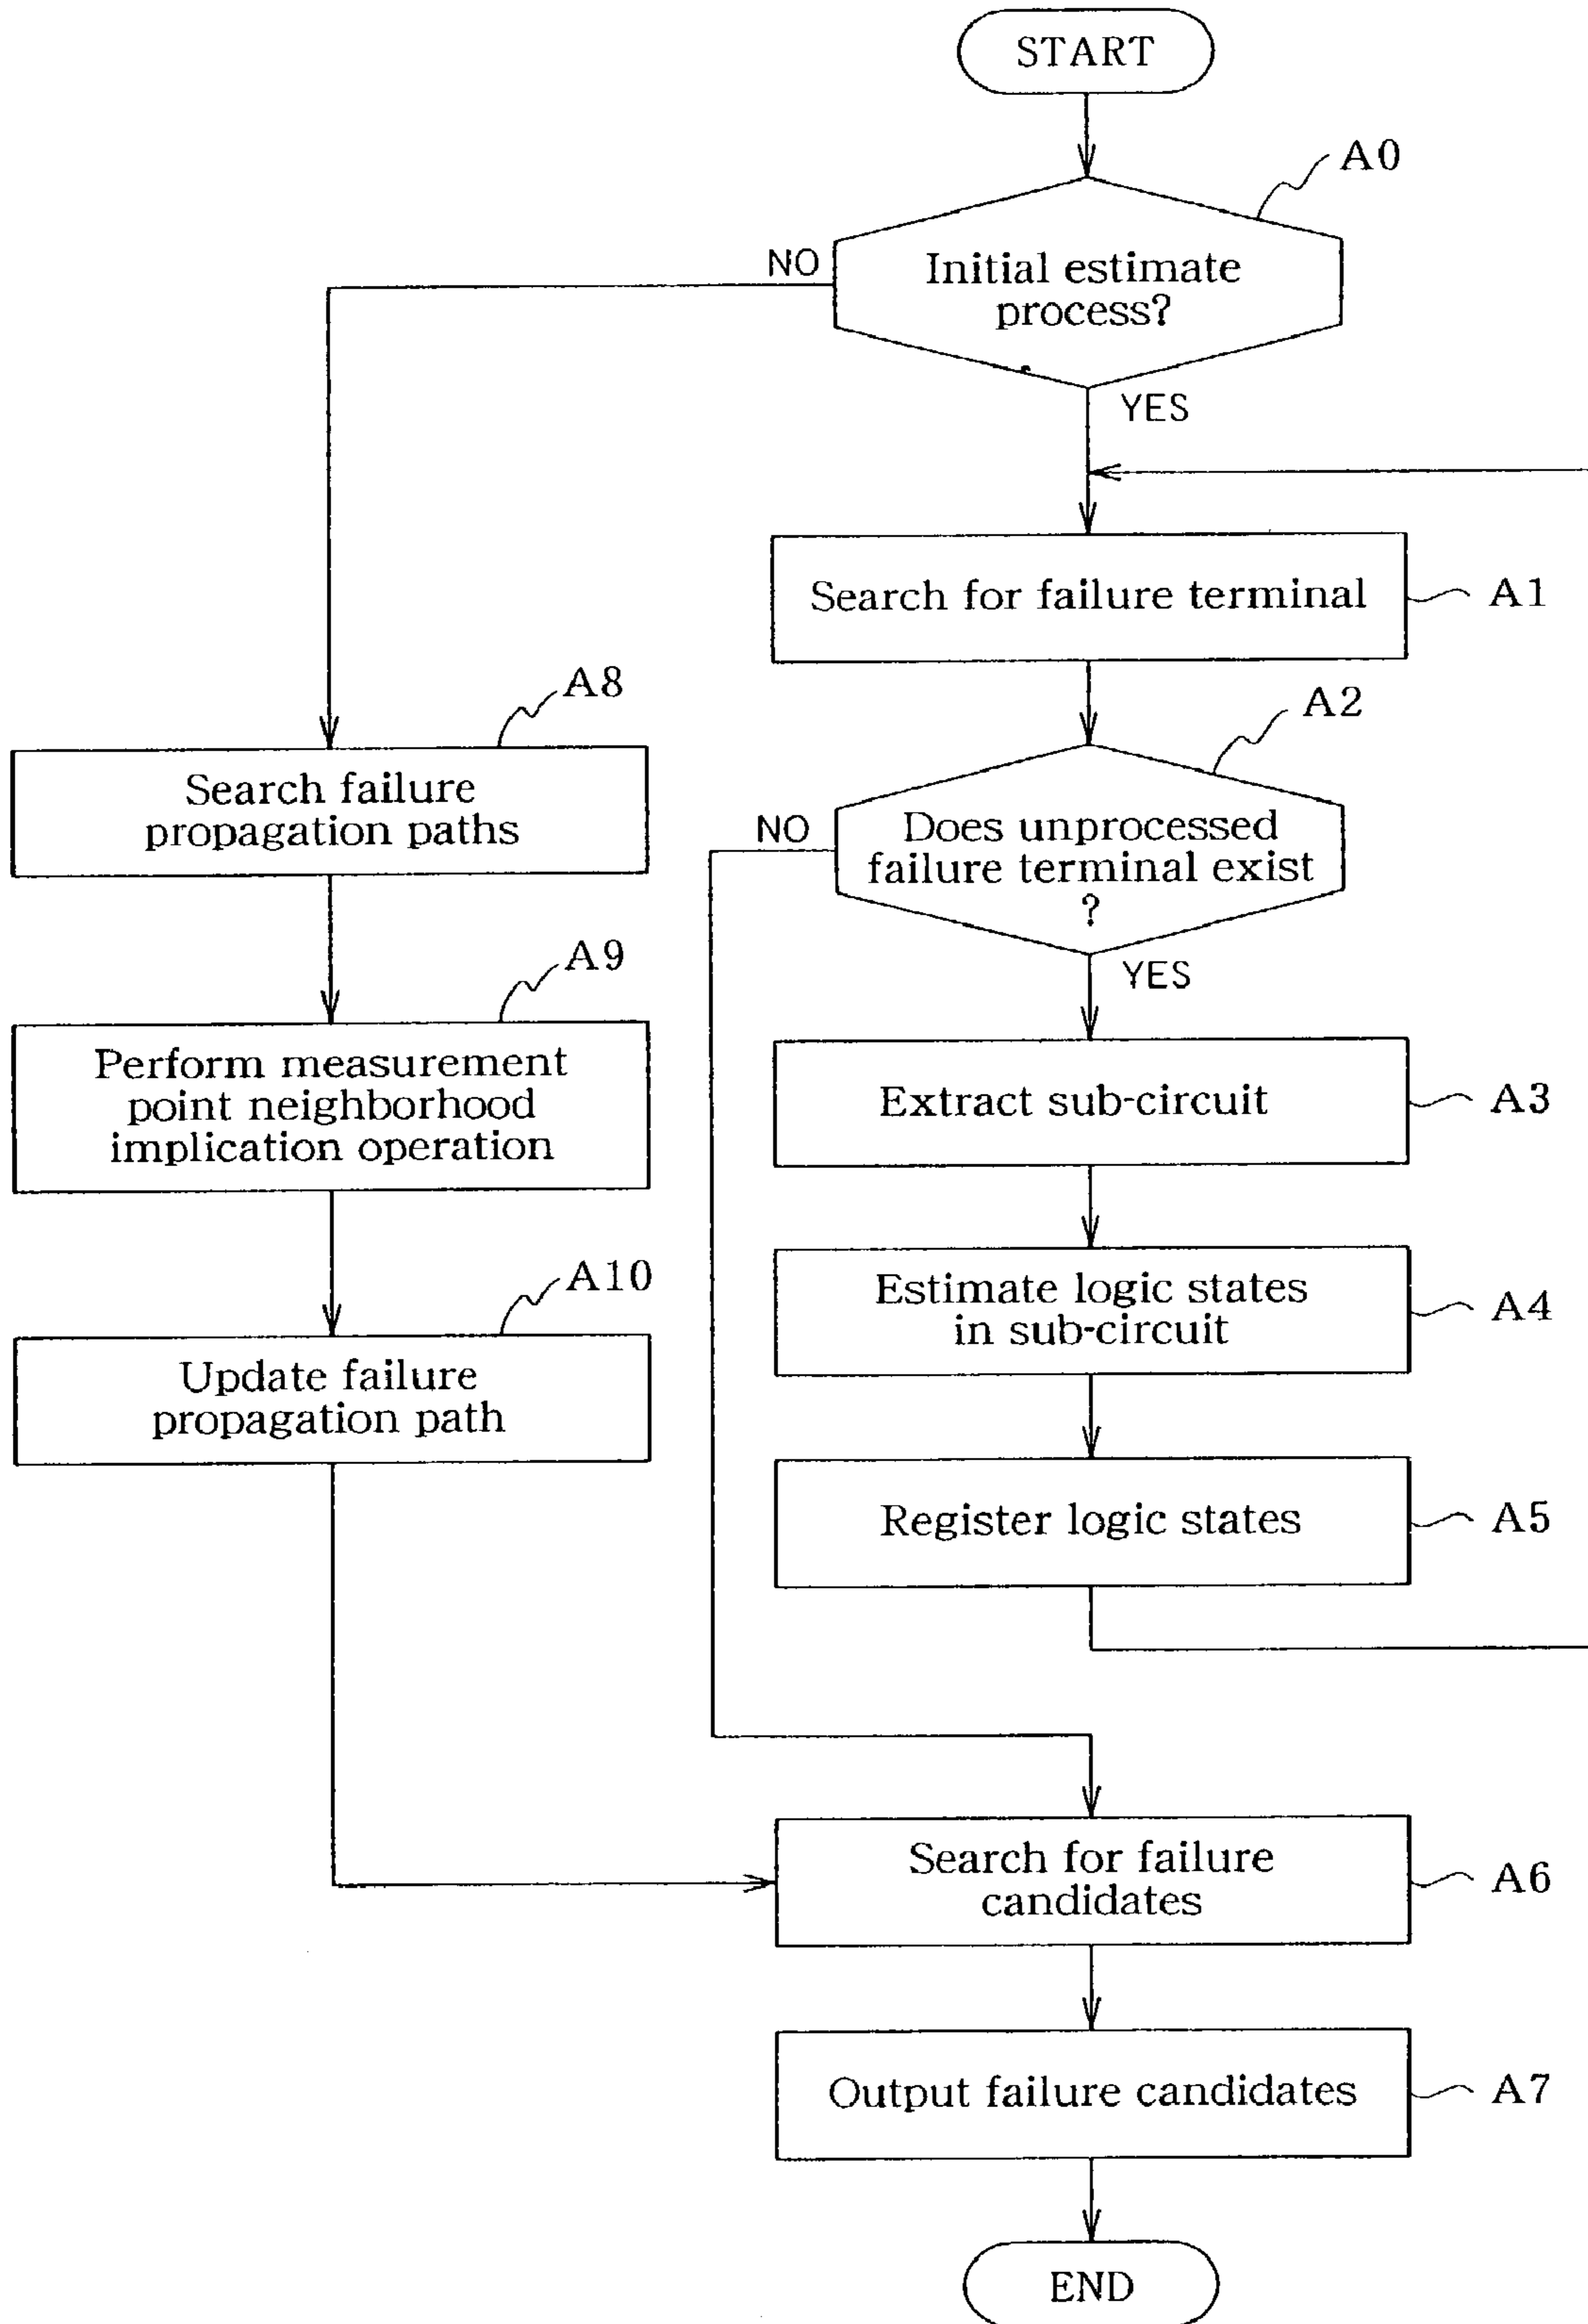 START
A0
NO
Initial estimate
process?
YES
Search for failure terminal
A1
A8
A2
Search failure
propagation paths
NO
Does unprocessed
failure terminal exist
?
A9
YES
Perform measurement
point neighborhood
implication operation
Extract sub-circuit
A3
A10
Estimate logic states
in sub-circuit
A4
Update failure
propagation path
Register logic states
A5
Search for failure
candidates
A6
Output failure candidates
A7
END